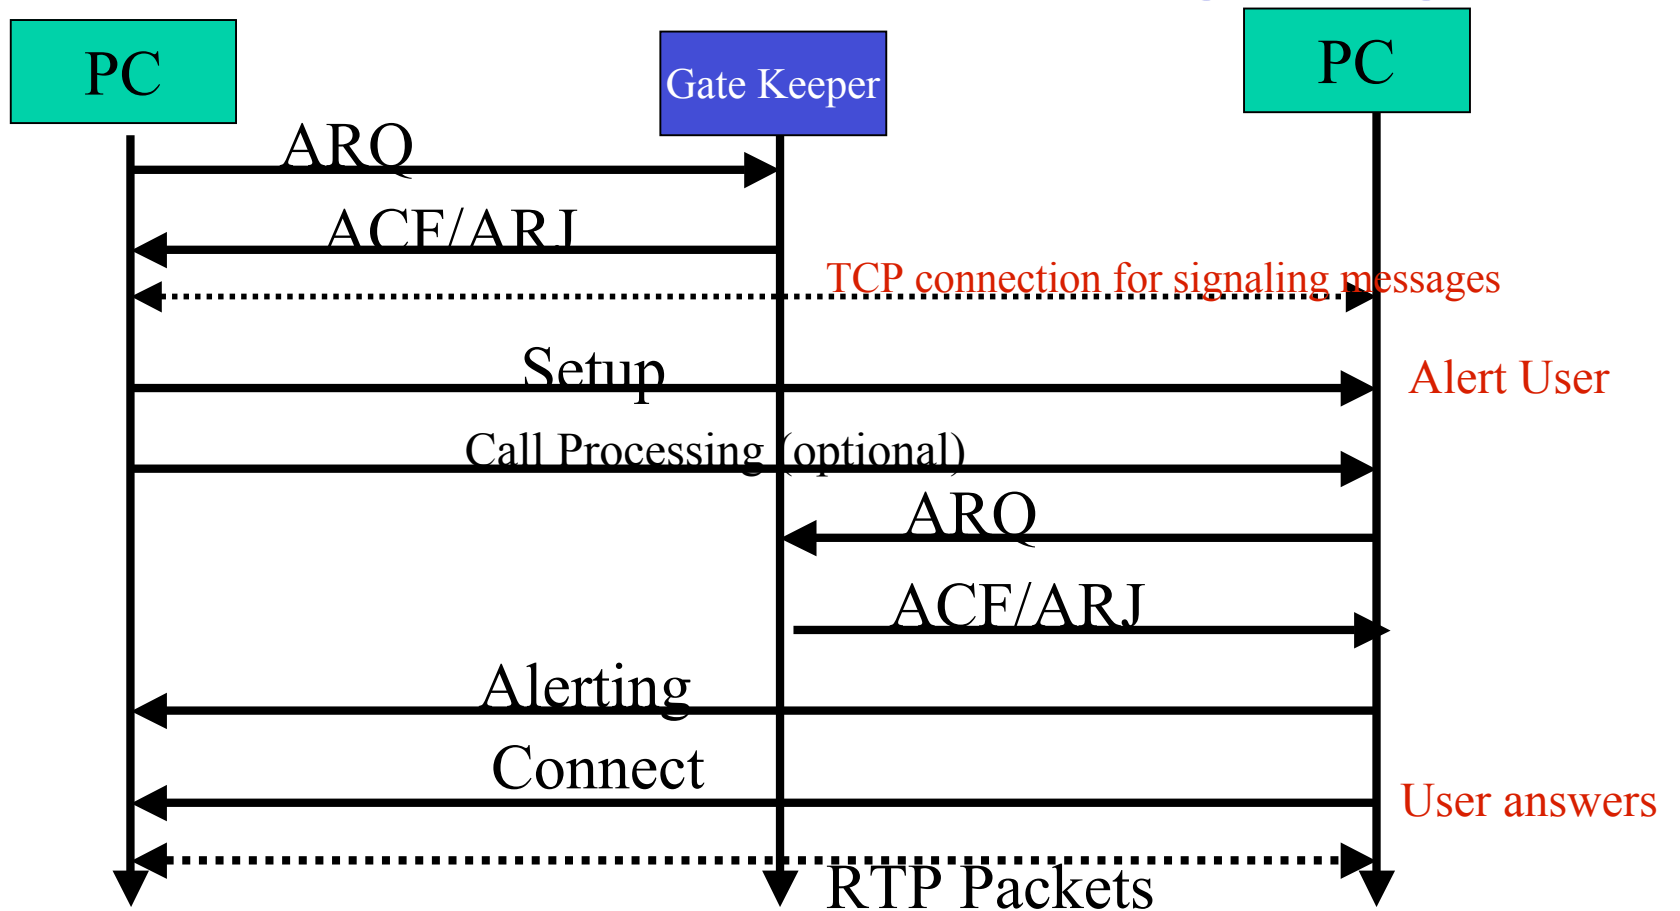 PC
Gate Keeper
PC
ARQ
ACF/ARJ
TCP connection for signaling messages
Setup
Alert User
Call Processing (optional)
ARQ
ACF/ARJ
Alerting
Connect
User answers
RTP Packets